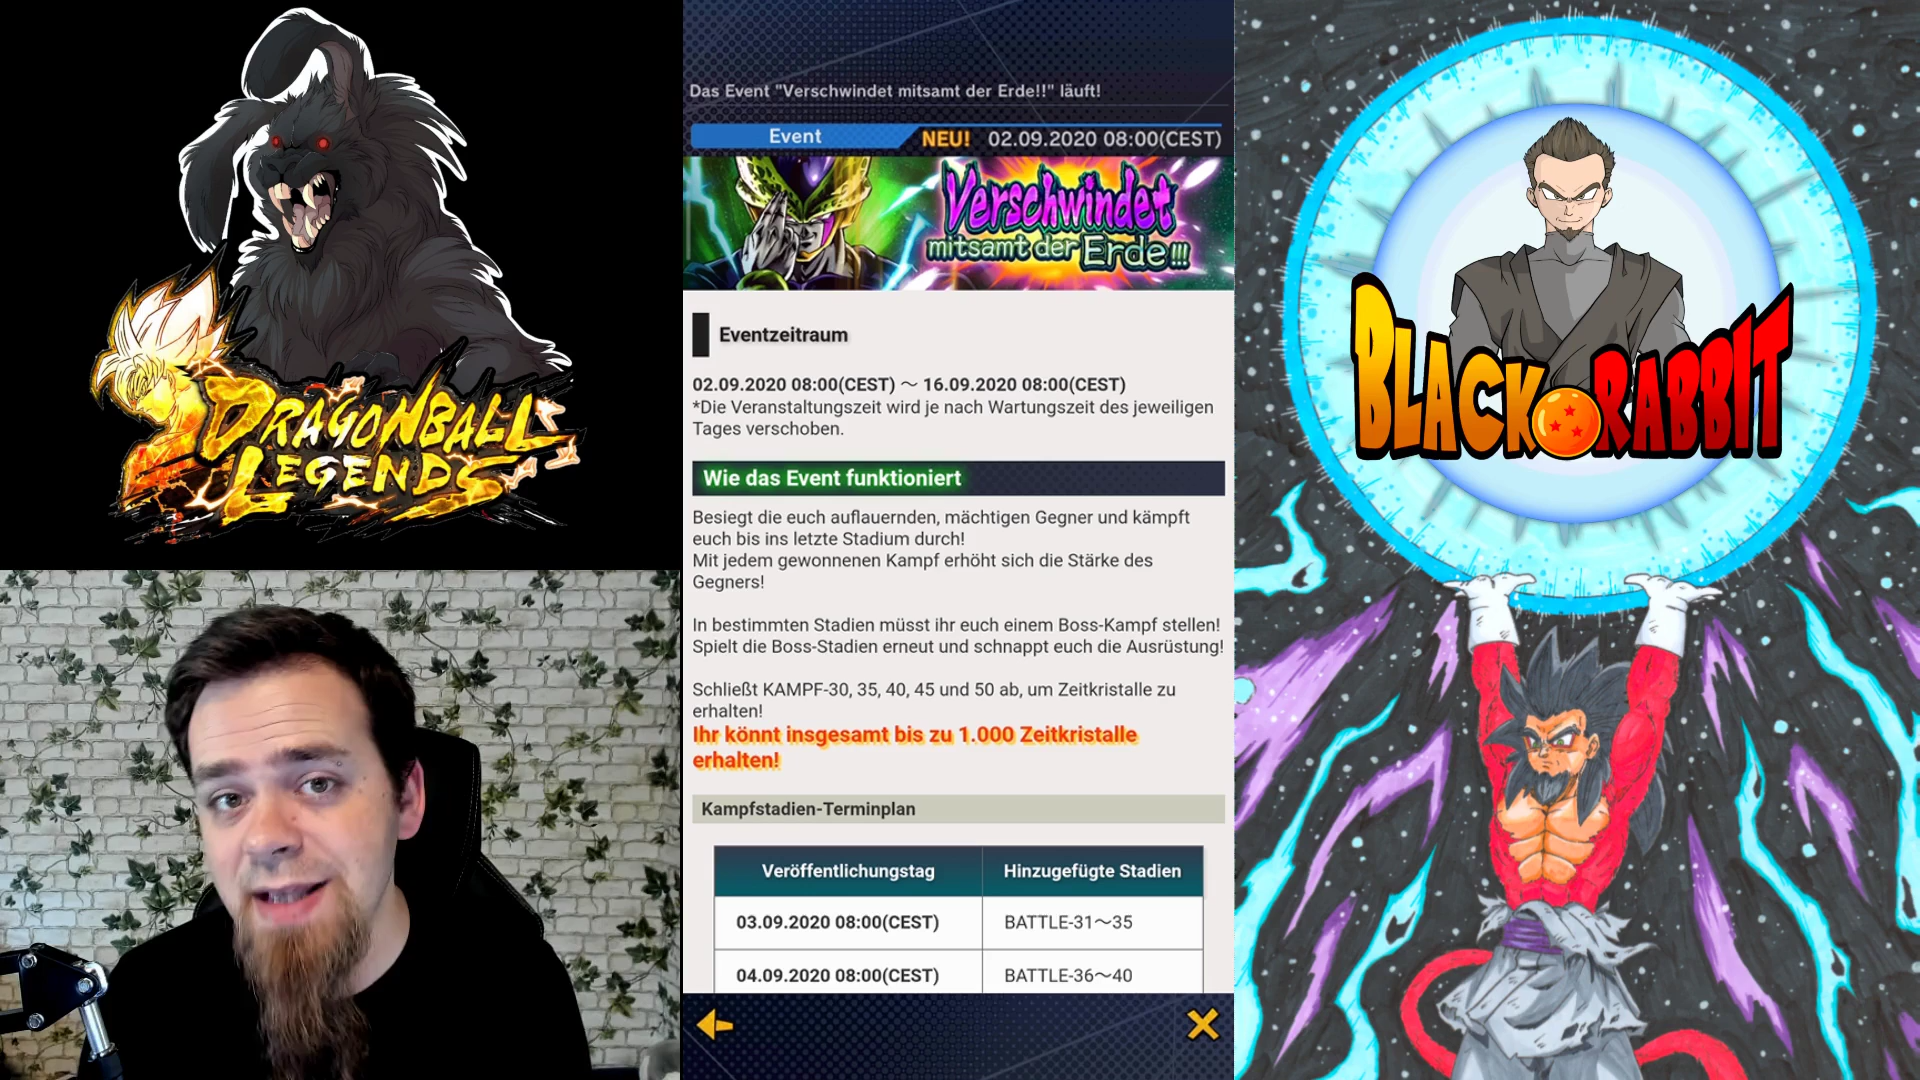 DRAGONBALL
LEGENDS
Das Event "Verschwindet mitsamt der Erde!!" läuft!
Event
NEU! 02.09.2020 08:00(CEST)
Verschwindet
mitsamt der Erde!!!
Eventzeitraum
02.09.2020 08:00(CEST) ～ 16.09.2020 08:00(CEST)
*Die Veranstaltungszeit wird je nach Wartungszeit des jeweiligen
Tages verschoben.
Wie das Event funktioniert
Besiegt die euch auflauernden, mächtigen Gegner und kämpft
euch bis ins letzte Stadium durch!
Mit jedem gewonnenen Kampf erhöht sich die Stärke des
Gegners!
In bestimmten Stadien müsst ihr euch einem Boss-Kampf stellen!
Spielt die Boss-Stadien erneut und schnappt euch die Ausrüstung!
Schließt KAMPF-30, 35, 40, 45 und 50 ab, um Zeitkristalle zu
erhalten!
Ihr könnt insgesamt bis zu 1.000 Zeitkristalle
erhalten!
Kampfstadien-Terminplan
Veröffentlichungstag Hinzugefügte Stadien
03.09.2020 08:00(CEST) BATTLE-31～35
04.09.2020 08:00(CEST) BATTLE-36～40
BLACK RABBIT